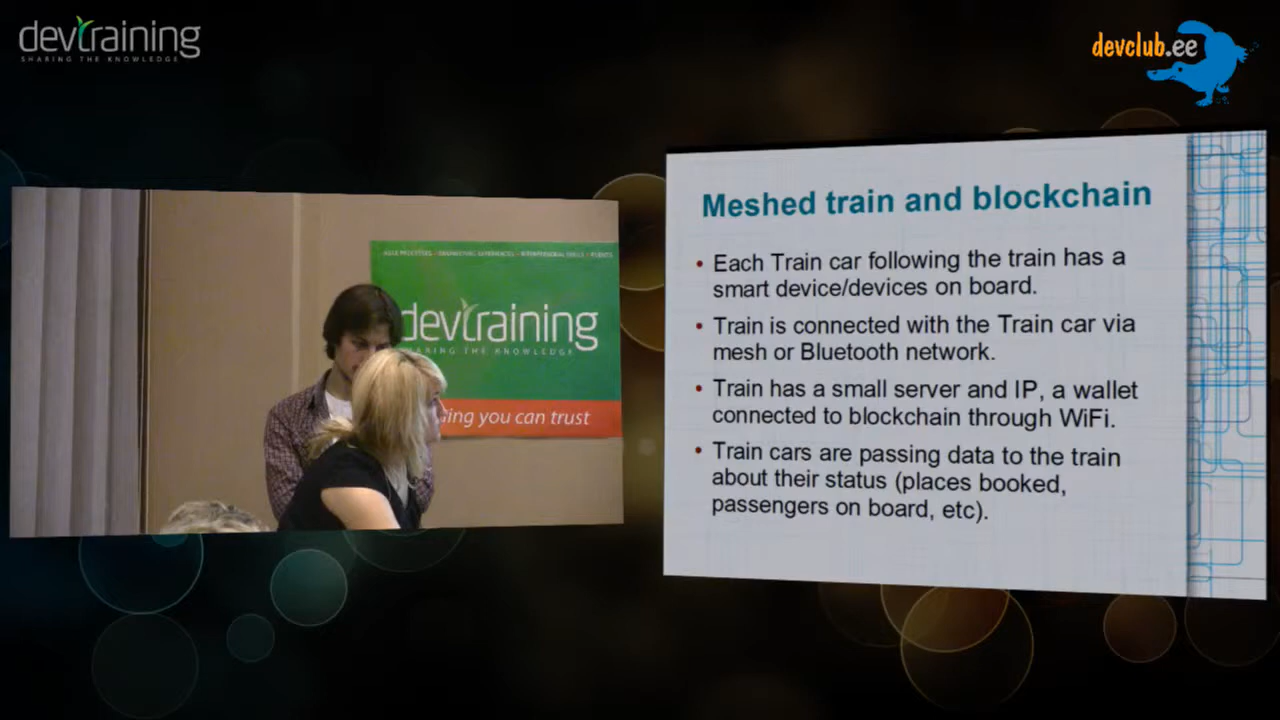 devtraining
SHARING THE KNOWLEDGE
devclub.ee
devtraining
SHARING THE KNOWLEDGE
you can trust
Meshed train and blockchain
• Each Train car following the train has a
smart device/devices on board.
• Train is connected with the Train car via
mesh or Bluetooth network.
• Train has a small server and IP, a wallet
connected to blockchain through WiFi.
• Train cars are passing data to the train
about their status (places booked,
passengers on board, etc).